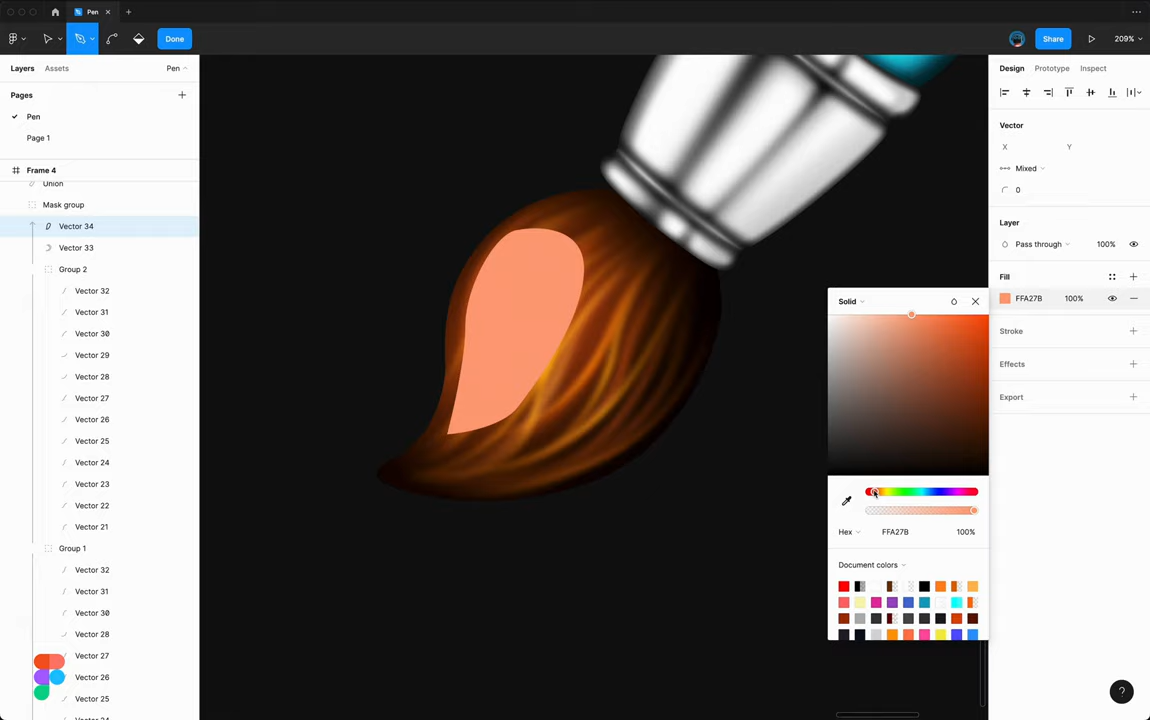 Pen
Done
Share
209%
Layers
Assets
Pen
Pages
Pen
Page 1
Frame 4
Union
Mask group
Vector 34
Vector 33
Group 2
Vector 32
Vector 31
Vector 30
Vector 29
Vector 28
Vector 27
Vector 26
Vector 25
Vector 24
Vector 23
Vector 22
Vector 21
Group 1
Vector 32
Vector 31
Vector 30
Vector 28
Vector 27
Vector 26
Vector 25
Vector 24
Solid
Hex
FFA27B
100%
Document colors
Design
Prototype
Inspect
Vector
X
Y
Mixed
0
Layer
Pass through
100%
Fill
FFA27B
100%
Stroke
Effects
Export
?